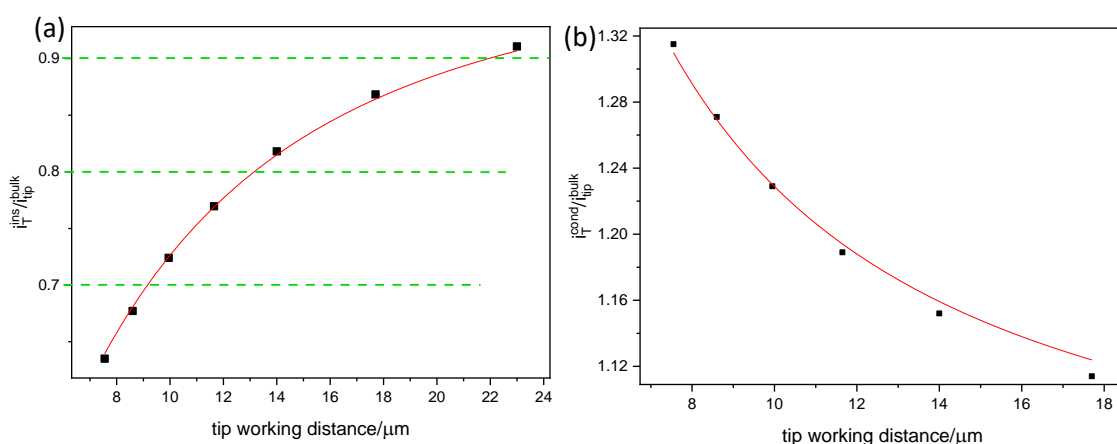 (a)
0.9
0.8
0.7
i_T^ins/i_tip^bulk
8 10 12 14 16 18 20 22 24
tip working distance/μm
(b)
1.32
1.28
1.24
1.20
1.16
1.12
i_T^cond/i_tip^bulk
8 10 12 14 16 18
tip working distance/μm